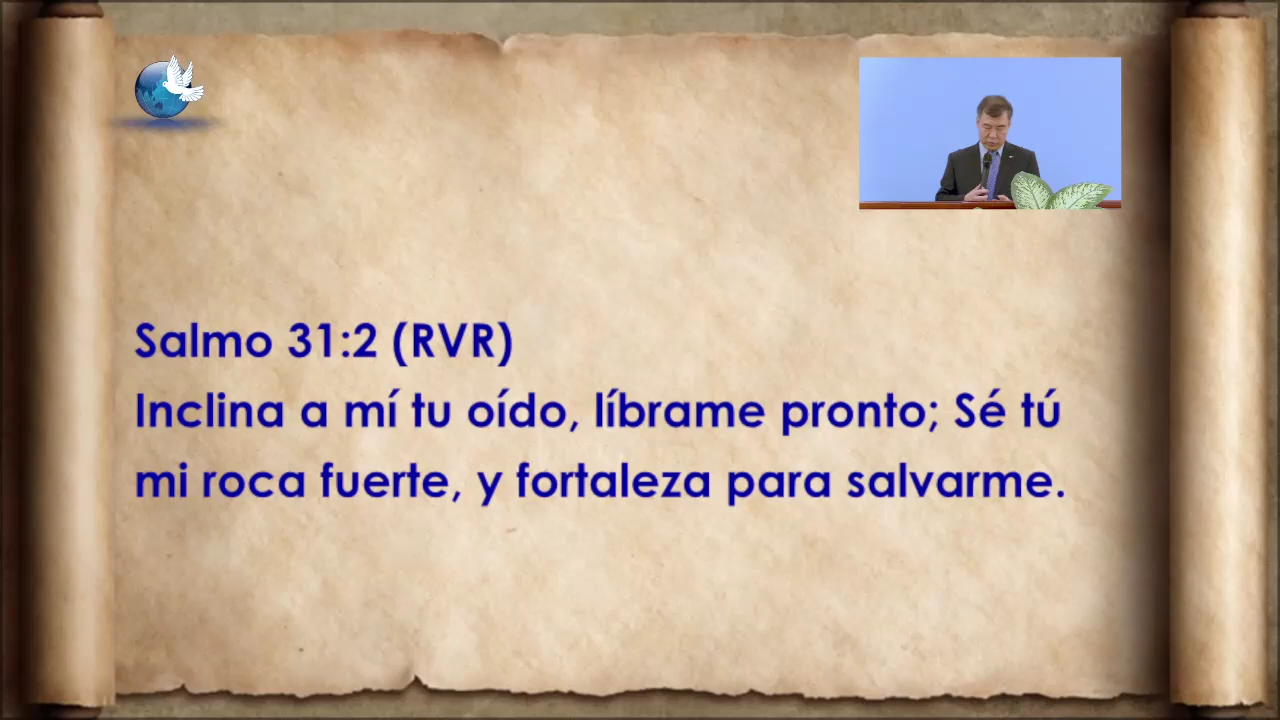 Salmo 31:2 (RVR)
Inclina a mí tu oído, líbrame pronto; Sé tú
mi roca fuerte, y fortaleza para salvarme.